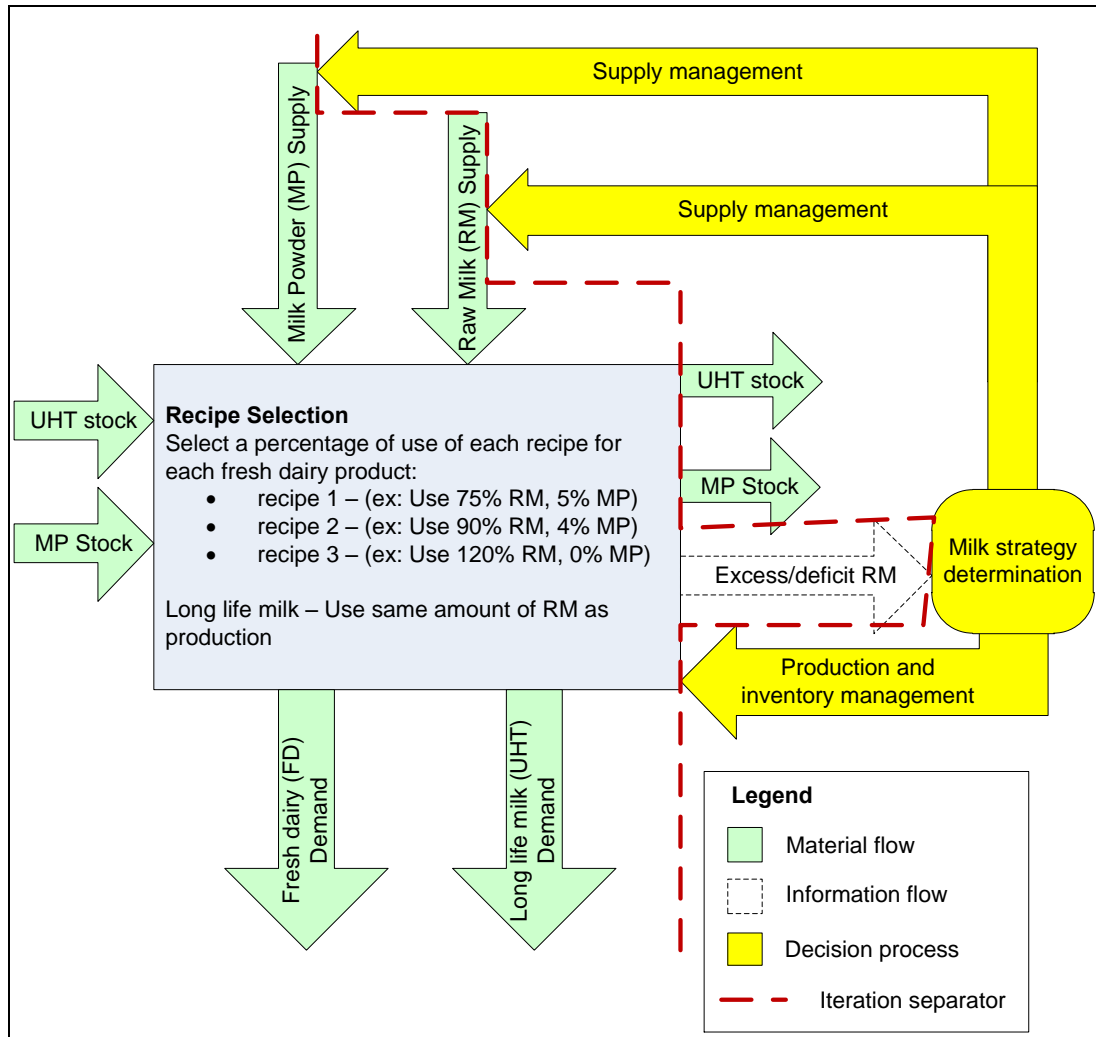 Supply management
Milk Powder (MP) Supply
Raw Milk (RM) Supply
Supply management
UHT stock
MP Stock
Recipe Selection
Select a percentage of use of each recipe for
each fresh dairy product:
• recipe 1 – (ex: Use 75% RM, 5% MP)
• recipe 2 – (ex: Use 90% RM, 4% MP)
• recipe 3 – (ex: Use 120% RM, 0% MP)
Long life milk – Use same amount of RM as
production
UHT stock
MP Stock
Excess/deficit RM
Milk strategy
determination
Production and
inventory management
Fresh dairy (FD)
Demand
Long life milk (UHT)
Demand
Legend
Material flow
Information flow
Decision process
Iteration separator